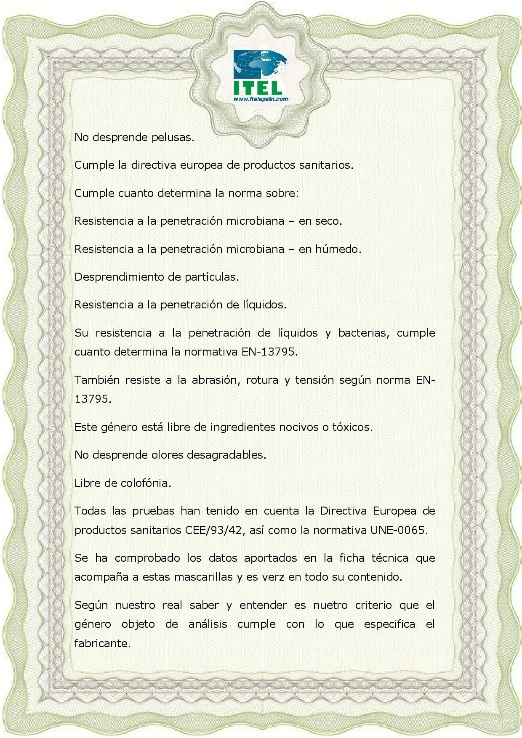 ITEL
www.itelspain.com
No desprende pelusas.
Cumple la directiva europea de productos sanitarios.
Cumple cuanto determina la norma sobre:
Resistencia a la penetración microbiana – en seco.
Resistencia a la penetración microbiana – en húmedo.
Desprendimiento de partículas.
Resistencia a la penetración de líquidos.
Su resistencia a la penetración de líquidos y bacterias, cumple
cuanto determina la normativa EN-13795.
También resiste a la abrasión, rotura y tensión según norma EN-
13795.
Este género está libre de ingredientes nocivos o tóxicos.
No desprende olores desagradables.
Libre de colofónia.
Todas las pruebas han tenido en cuenta la Directiva Europea de
productos sanitarios CEE/93/42, así como la normativa UNE-0065.
Se ha comprobado los datos aportados en la ficha técnica que
acompaña a estas mascarillas y es verz en todo su contenido.
Según nuestro real saber y entender es nuetro criterio que el
género objeto de análisis cumple con lo que especifica el
fabricante.